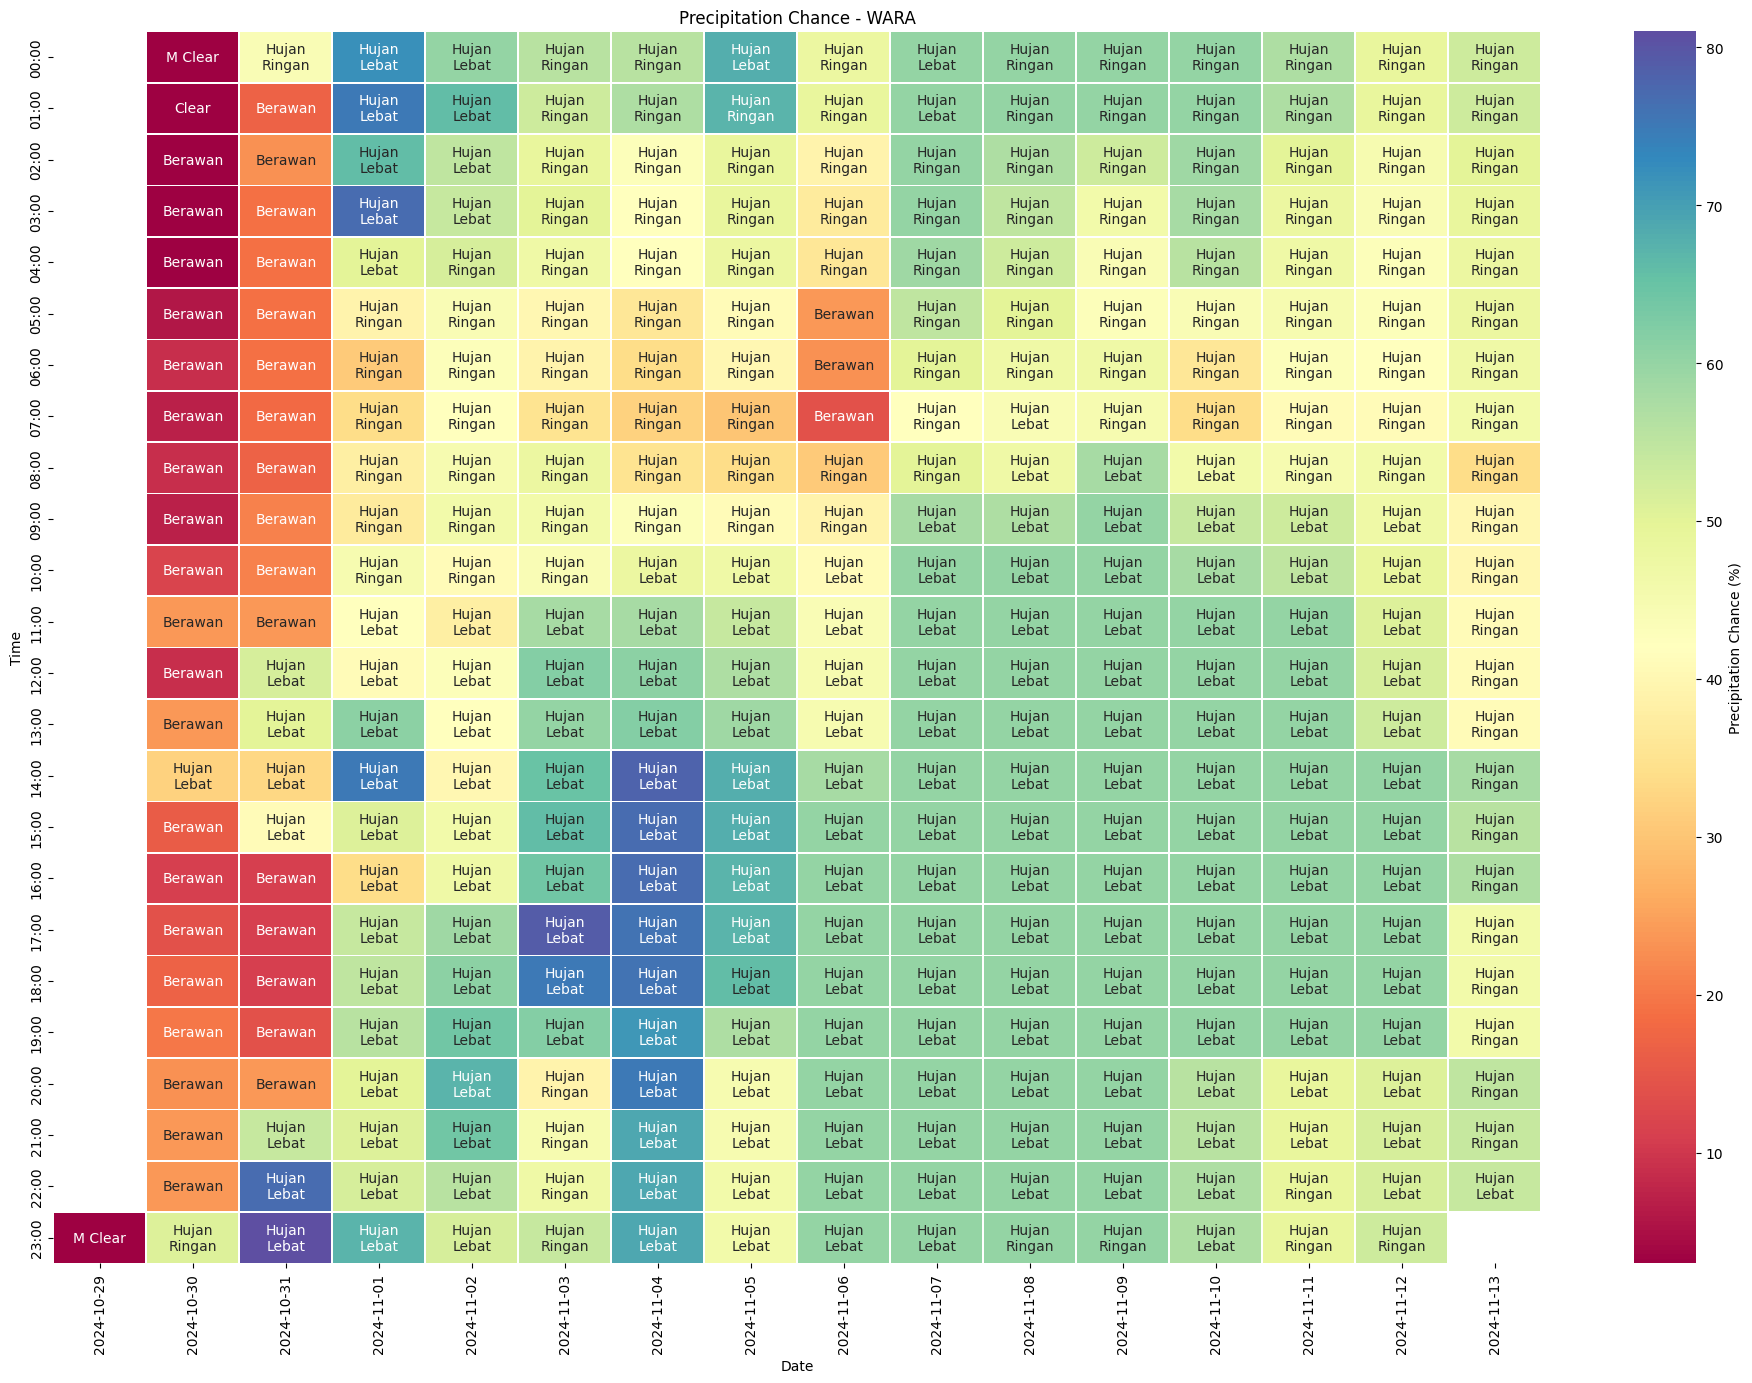 Precipitation Chance - WARA
00:00 M Clear Hujan Ringan Hujan Lebat Hujan Lebat Hujan Ringan Hujan Ringan Hujan Lebat Hujan Ringan Hujan Lebat Hujan Ringan Hujan Ringan Hujan Ringan Hujan Ringan Hujan Ringan Hujan Ringan
01:00 Clear Berawan Hujan Lebat Hujan Lebat Hujan Ringan Hujan Ringan Hujan Ringan Hujan Ringan Hujan Lebat Hujan Ringan Hujan Ringan Hujan Ringan Hujan Ringan Hujan Ringan Hujan Ringan
02:00 Berawan Berawan Hujan Lebat Hujan Lebat Hujan Ringan Hujan Ringan Hujan Ringan Hujan Ringan Hujan Ringan Hujan Ringan Hujan Ringan Hujan Ringan Hujan Ringan Hujan Ringan Hujan Ringan
03:00 Berawan Berawan Hujan Lebat Hujan Lebat Hujan Ringan Hujan Ringan Hujan Ringan Hujan Ringan Hujan Ringan Hujan Ringan Hujan Ringan Hujan Ringan Hujan Ringan Hujan Ringan Hujan Ringan
04:00 Berawan Berawan Hujan Lebat Hujan Ringan Hujan Ringan Hujan Ringan Hujan Ringan Hujan Ringan Hujan Ringan Hujan Ringan Hujan Ringan Hujan Ringan Hujan Ringan Hujan Ringan Hujan Ringan
05:00 Berawan Berawan Hujan Ringan Hujan Ringan Hujan Ringan Hujan Ringan Hujan Ringan Berawan Hujan Ringan Hujan Ringan Hujan Ringan Hujan Ringan Hujan Ringan Hujan Ringan Hujan Ringan
06:00 Berawan Berawan Hujan Ringan Hujan Ringan Hujan Ringan Hujan Ringan Hujan Ringan Berawan Hujan Ringan Hujan Ringan Hujan Ringan Hujan Ringan Hujan Ringan Hujan Ringan Hujan Ringan
07:00 Berawan Berawan Hujan Ringan Hujan Ringan Hujan Ringan Hujan Ringan Hujan Ringan Berawan Hujan Ringan Hujan Lebat Hujan Ringan Hujan Ringan Hujan Ringan Hujan Ringan Hujan Ringan
08:00 Berawan Berawan Hujan Ringan Hujan Ringan Hujan Ringan Hujan Ringan Hujan Ringan Hujan Ringan Hujan Ringan Hujan Lebat Hujan Lebat Hujan Lebat Hujan Ringan Hujan Ringan Hujan Ringan
09:00 Berawan Berawan Hujan Ringan Hujan Ringan Hujan Ringan Hujan Ringan Hujan Ringan Hujan Ringan Hujan Lebat Hujan Lebat Hujan Lebat Hujan Lebat Hujan Lebat Hujan Lebat Hujan Ringan
10:00 Berawan Berawan Hujan Ringan Hujan Ringan Hujan Ringan Hujan Lebat Hujan Lebat Hujan Lebat Hujan Lebat Hujan Lebat Hujan Lebat Hujan Lebat Hujan Lebat Hujan Lebat Hujan Ringan
11:00 Berawan Berawan Hujan Lebat Hujan Lebat Hujan Lebat Hujan Lebat Hujan Lebat Hujan Lebat Hujan Lebat Hujan Lebat Hujan Lebat Hujan Lebat Hujan Lebat Hujan Lebat Hujan Ringan
12:00 Berawan Hujan Lebat Hujan Lebat Hujan Lebat Hujan Lebat Hujan Lebat Hujan Lebat Hujan Lebat Hujan Lebat Hujan Lebat Hujan Lebat Hujan Lebat Hujan Lebat Hujan Lebat Hujan Ringan
13:00 Berawan Hujan Lebat Hujan Lebat Hujan Lebat Hujan Lebat Hujan Lebat Hujan Lebat Hujan Lebat Hujan Lebat Hujan Lebat Hujan Lebat Hujan Lebat Hujan Lebat Hujan Lebat Hujan Ringan
14:00 Hujan Lebat Hujan Lebat Hujan Lebat Hujan Lebat Hujan Lebat Hujan Lebat Hujan Lebat Hujan Lebat Hujan Lebat Hujan Lebat Hujan Lebat Hujan Lebat Hujan Lebat Hujan Lebat Hujan Ringan
15:00 Berawan Hujan Lebat Hujan Lebat Hujan Lebat Hujan Lebat Hujan Lebat Hujan Lebat Hujan Lebat Hujan Lebat Hujan Lebat Hujan Lebat Hujan Lebat Hujan Lebat Hujan Lebat Hujan Ringan
16:00 Berawan Berawan Hujan Lebat Hujan Lebat Hujan Lebat Hujan Lebat Hujan Lebat Hujan Lebat Hujan Lebat Hujan Lebat Hujan Lebat Hujan Lebat Hujan Lebat Hujan Lebat Hujan Ringan
17:00 Berawan Berawan Hujan Lebat Hujan Lebat Hujan Lebat Hujan Lebat Hujan Lebat Hujan Lebat Hujan Lebat Hujan Lebat Hujan Lebat Hujan Lebat Hujan Lebat Hujan Lebat Hujan Ringan
18:00 Berawan Berawan Hujan Lebat Hujan Lebat Hujan Lebat Hujan Lebat Hujan Lebat Hujan Lebat Hujan Lebat Hujan Lebat Hujan Lebat Hujan Lebat Hujan Lebat Hujan Lebat Hujan Ringan
19:00 Berawan Berawan Hujan Lebat Hujan Lebat Hujan Lebat Hujan Lebat Hujan Lebat Hujan Lebat Hujan Lebat Hujan Lebat Hujan Lebat Hujan Lebat Hujan Lebat Hujan Lebat Hujan Ringan
20:00 Berawan Berawan Hujan Lebat Hujan Lebat Hujan Ringan Hujan Lebat Hujan Lebat Hujan Lebat Hujan Lebat Hujan Lebat Hujan Lebat Hujan Lebat Hujan Lebat Hujan Lebat Hujan Ringan
21:00 Berawan Hujan Lebat Hujan Lebat Hujan Lebat Hujan Ringan Hujan Lebat Hujan Lebat Hujan Lebat Hujan Lebat Hujan Lebat Hujan Lebat Hujan Lebat Hujan Lebat Hujan Lebat Hujan Ringan
22:00 Berawan Hujan Lebat Hujan Lebat Hujan Lebat Hujan Ringan Hujan Lebat Hujan Lebat Hujan Lebat Hujan Lebat Hujan Lebat Hujan Lebat Hujan Lebat Hujan Ringan Hujan Lebat Hujan Lebat
23:00 M Clear Hujan Ringan Hujan Lebat Hujan Lebat Hujan Lebat Hujan Ringan Hujan Lebat Hujan Lebat Hujan Lebat Hujan Lebat Hujan Ringan Hujan Ringan Hujan Lebat Hujan Ringan Hujan Ringan
Time
2024-10-29 2024-10-30 2024-10-31 2024-11-01 2024-11-02 2024-11-03 2024-11-04 2024-11-05 2024-11-06 2024-11-07 2024-11-08 2024-11-09 2024-11-10 2024-11-11 2024-11-12 2024-11-13
Date
80
70
60
50
40
30
20
10
Precipitation Chance (%)